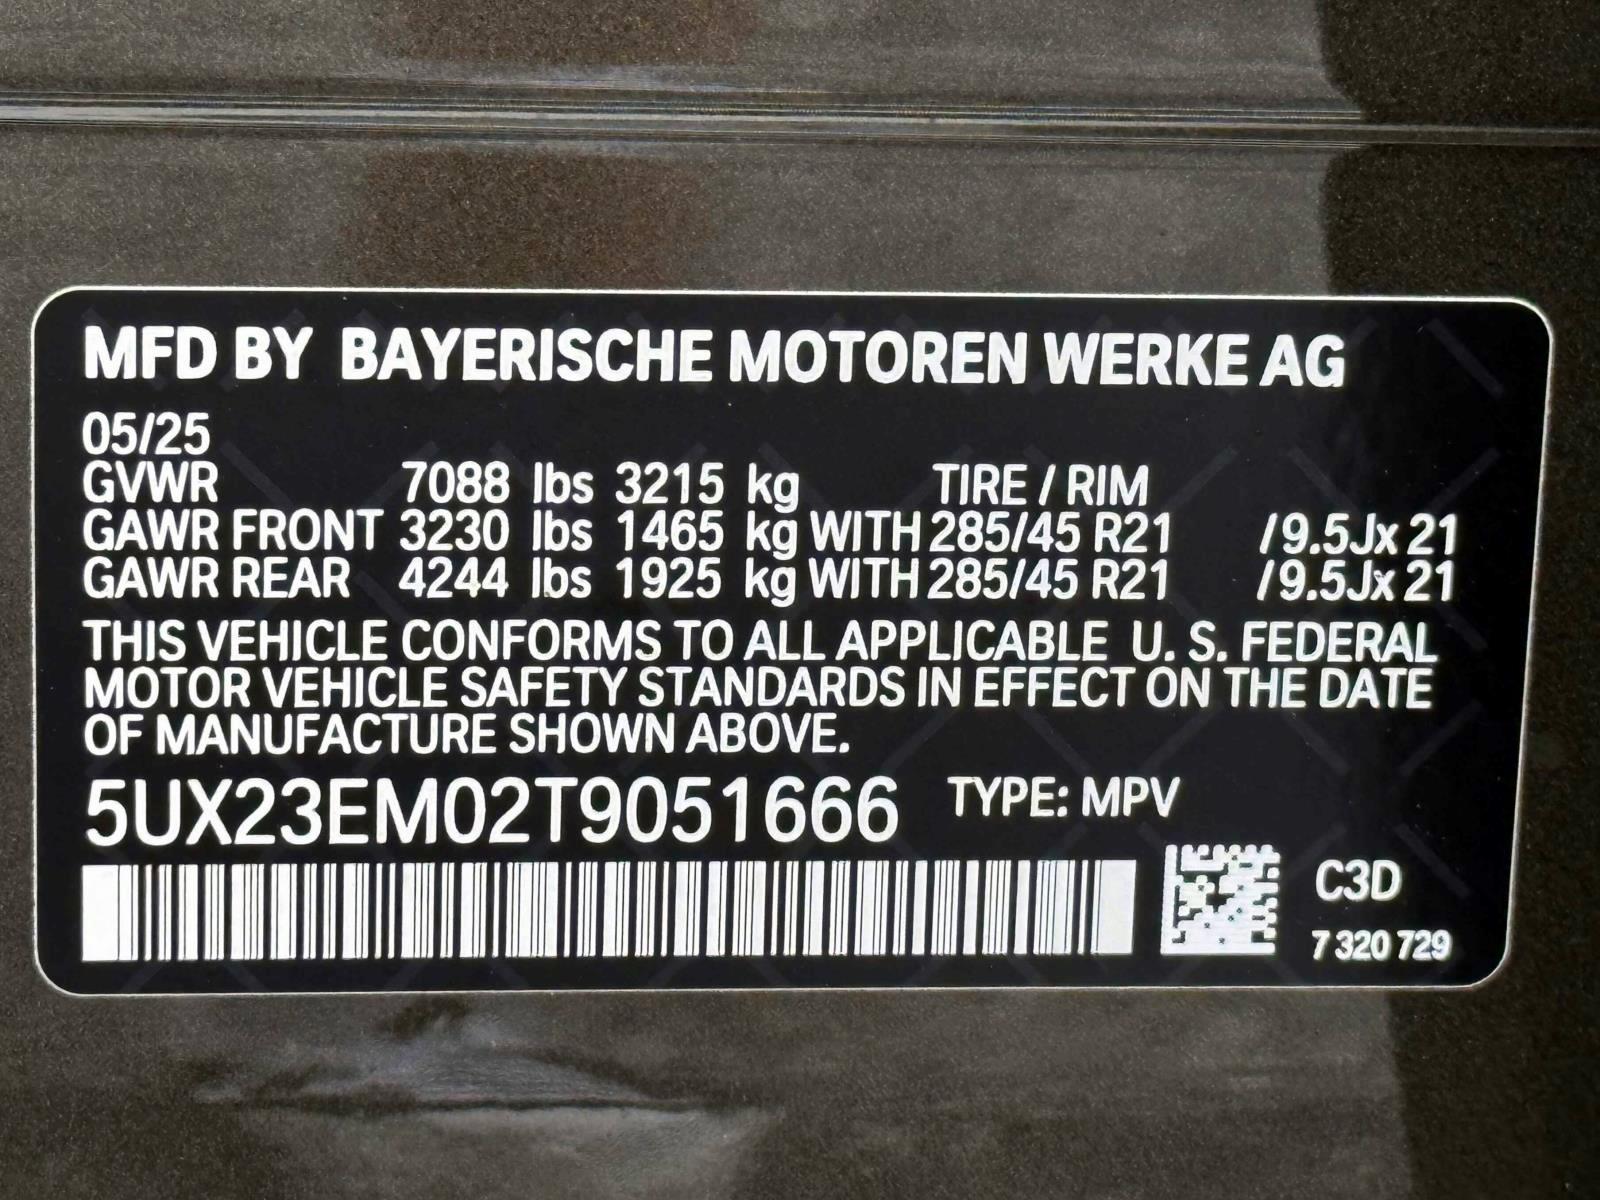 MFD BY BAYERISCHE MOTOREN WERKE AG
05/25
GVWR 7088 lbs 3215 kg TIRE / RIM
GAWR FRONT 3230 lbs 1465 kg WITH 285/45 R21 /9.5Jx 21
GAWR REAR 4244 lbs 1925 kg WITH 285/45 R21 /9.5Jx 21
THIS VEHICLE CONFORMS TO ALL APPLICABLE U. S. FEDERAL
MOTOR VEHICLE SAFETY STANDARDS IN EFFECT ON THE DATE
OF MANUFACTURE SHOWN ABOVE.
5UX23EM02T9051666 TYPE: MPV
C3D
7 320 729